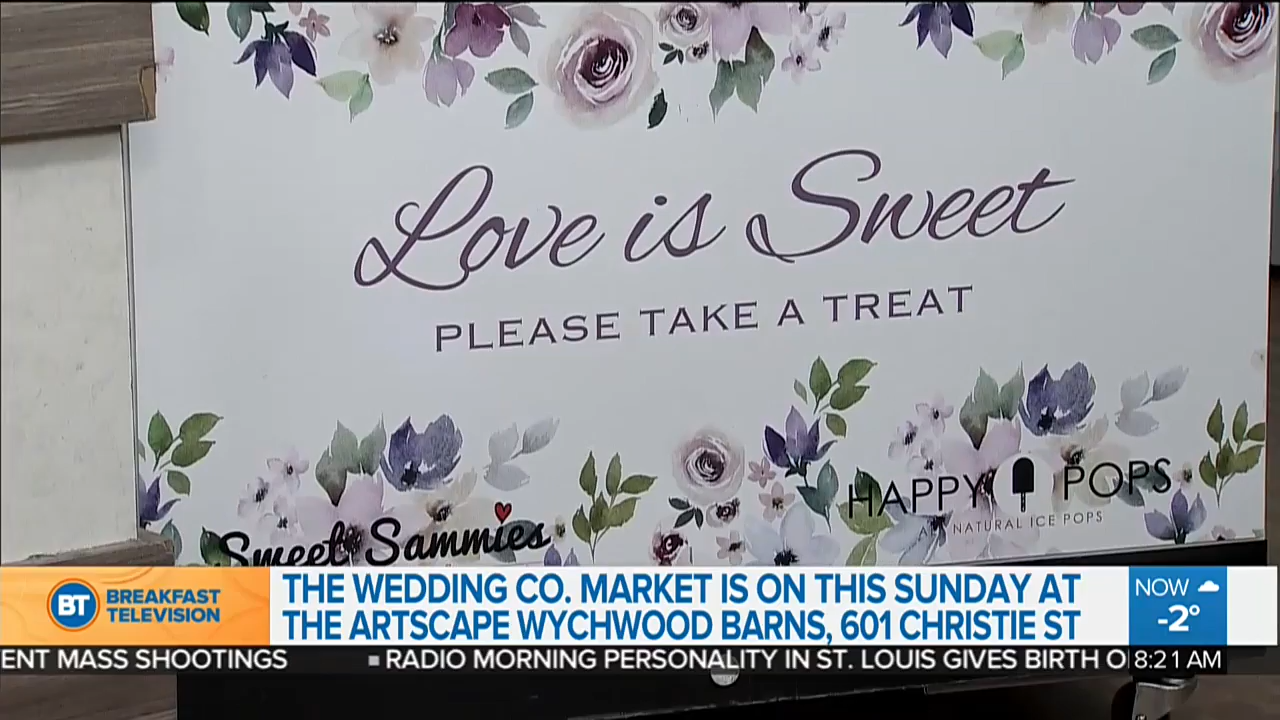 Love is Sweet
PLEASE TAKE A TREAT
HAPPY POPS
NATURAL ICE POPS
Sweet Sammies
BT BREAKFAST TELEVISION
THE WEDDING CO. MARKET IS ON THIS SUNDAY AT
THE ARTSCAPE WYCHWOOD BARNS, 601 CHRISTIE ST
NOW
-2°
ENT MASS SHOOTINGS ▪ RADIO MORNING PERSONALITY IN ST. LOUIS GIVES BIRTH O
8:21 AM